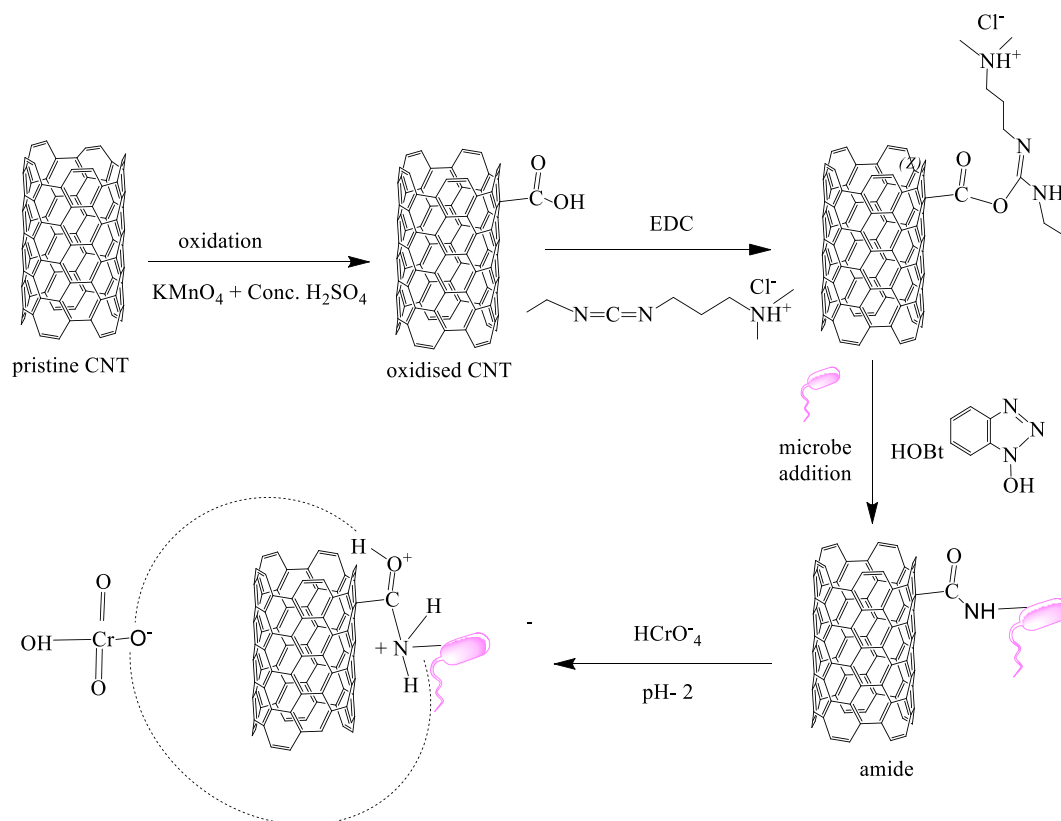 Cl-
NH+
N
(Z)
O
C
O
NH
O
C
OH
oxidation
KMnO4 + Conc. H2SO4
EDC
Cl-
N=C=N
NH+
pristine CNT
oxidised CNT
microbe
addition
HOBt
N
N
N
OH
H
O+
C
H
N
+
H
O
OH
Cr
O-
O
-
HCrO-4
pH- 2
O
C
NH
amide